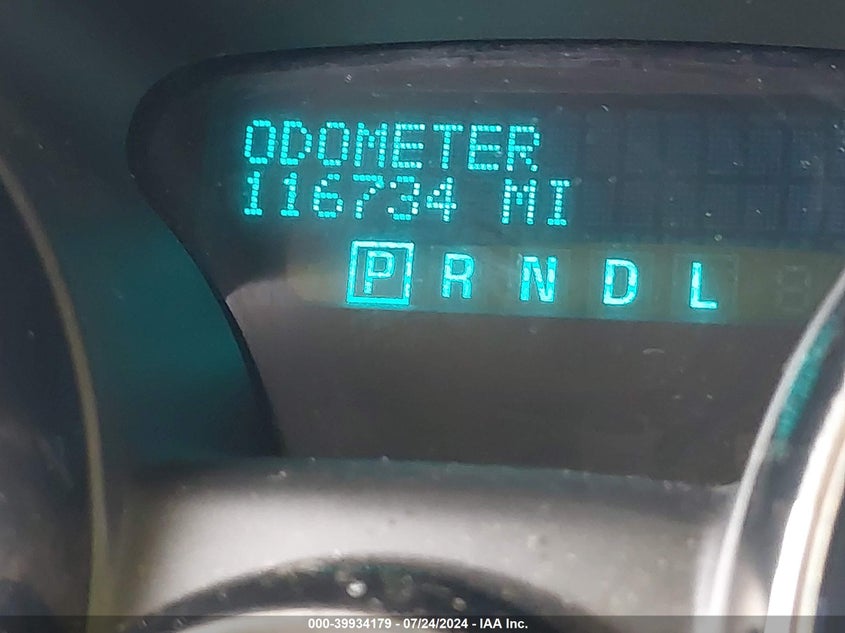 ODOMETER
116734 MI
P R N D L
000-39934179 - 07/24/2024 - IAA Inc.